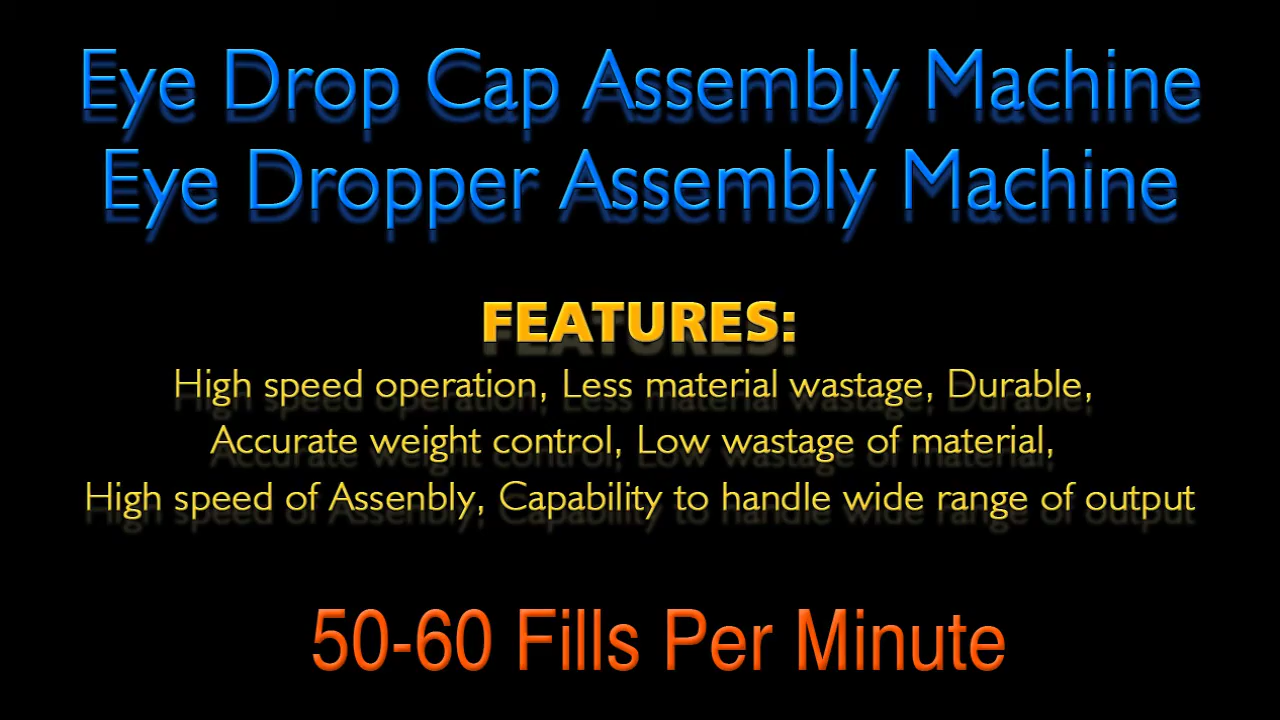 Eye Drop Cap Assembly Machine
Eye Dropper Assembly Machine
FEATURES:
High speed operation, Less material wastage, Durable,
Accurate weight control, Low wastage of material,
High speed of Assenbly, Capability to handle wide range of output
50-60 Fills Per Minute